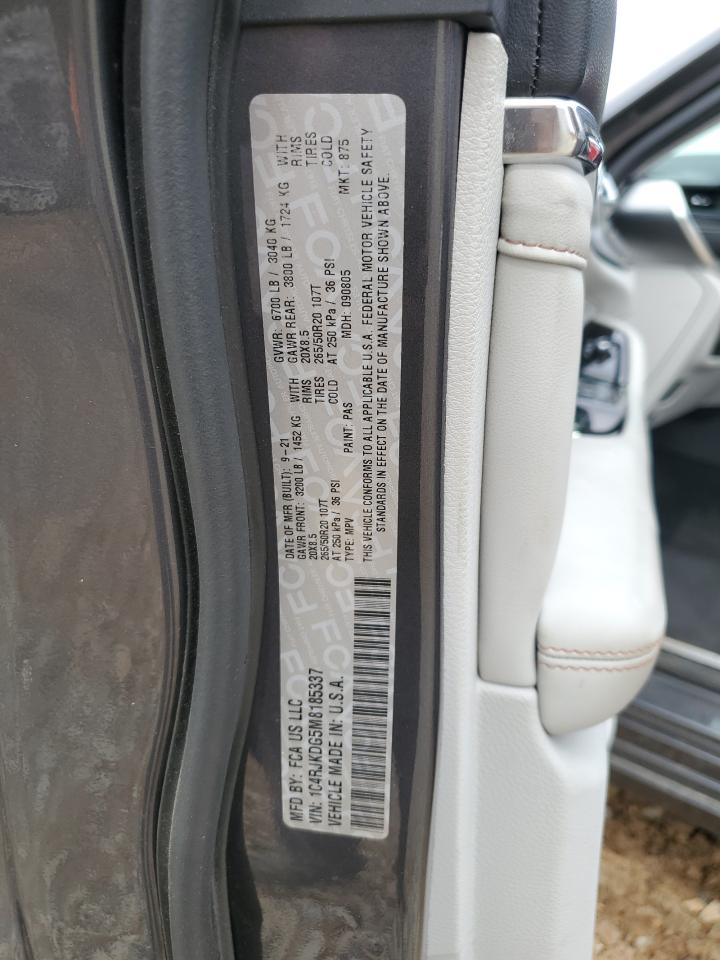 MFD BY: FCA US LLC
VIN: 1C4RJKDG5M8185337
VEHICLE MADE IN: U.S.A.
DATE OF MFR (BUILT): 9-21
GAWR FRONT: 3200 LB / 1452 KG WITH
20X8.5 RIMS
265/50R20 107T TIRES
AT 250 kPa / 36 PSI COLD
TYPE: MPV PAINT: PAS
GVWR: 6700 LB / 3040 KG
GAWR REAR: 3800 LB / 1724 KG WITH
20X8.5 RIMS
265/50R20 107T TIRES
AT 250 kPa / 36 PSI COLD
MDH: 090805 MKT: 875
THIS VEHICLE CONFORMS TO ALL APPLICABLE U.S.A. FEDERAL MOTOR VEHICLE SAFETY
STANDARDS IN EFFECT ON THE DATE OF MANUFACTURE SHOWN ABOVE.